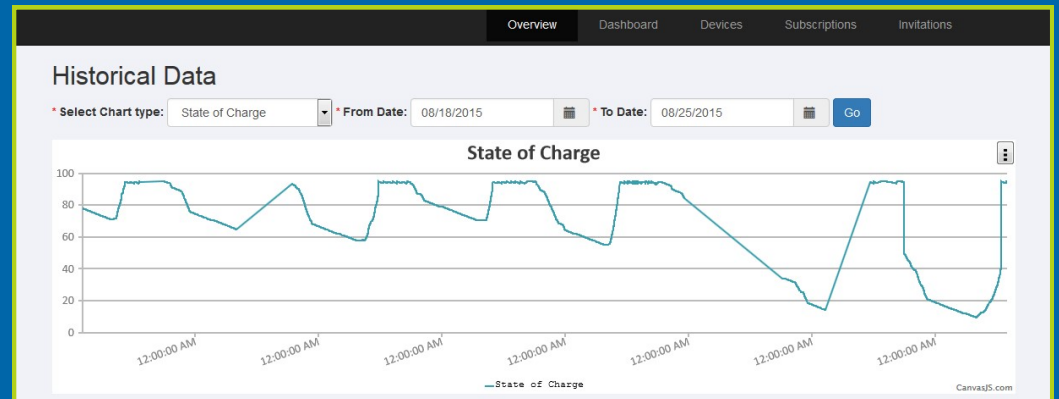 Overview Dashboard Devices Subscriptions Invitations
Historical Data
* Select Chart type: State of Charge * From Date: 08/18/2015 * To Date: 08/25/2015 Go
State of Charge
100
80
60
40
20
0
12:00:00 AM 12:00:00 AM 12:00:00 AM 12:00:00 AM 12:00:00 AM 12:00:00 AM 12:00:00 AM
State of Charge
CanvasJS.com